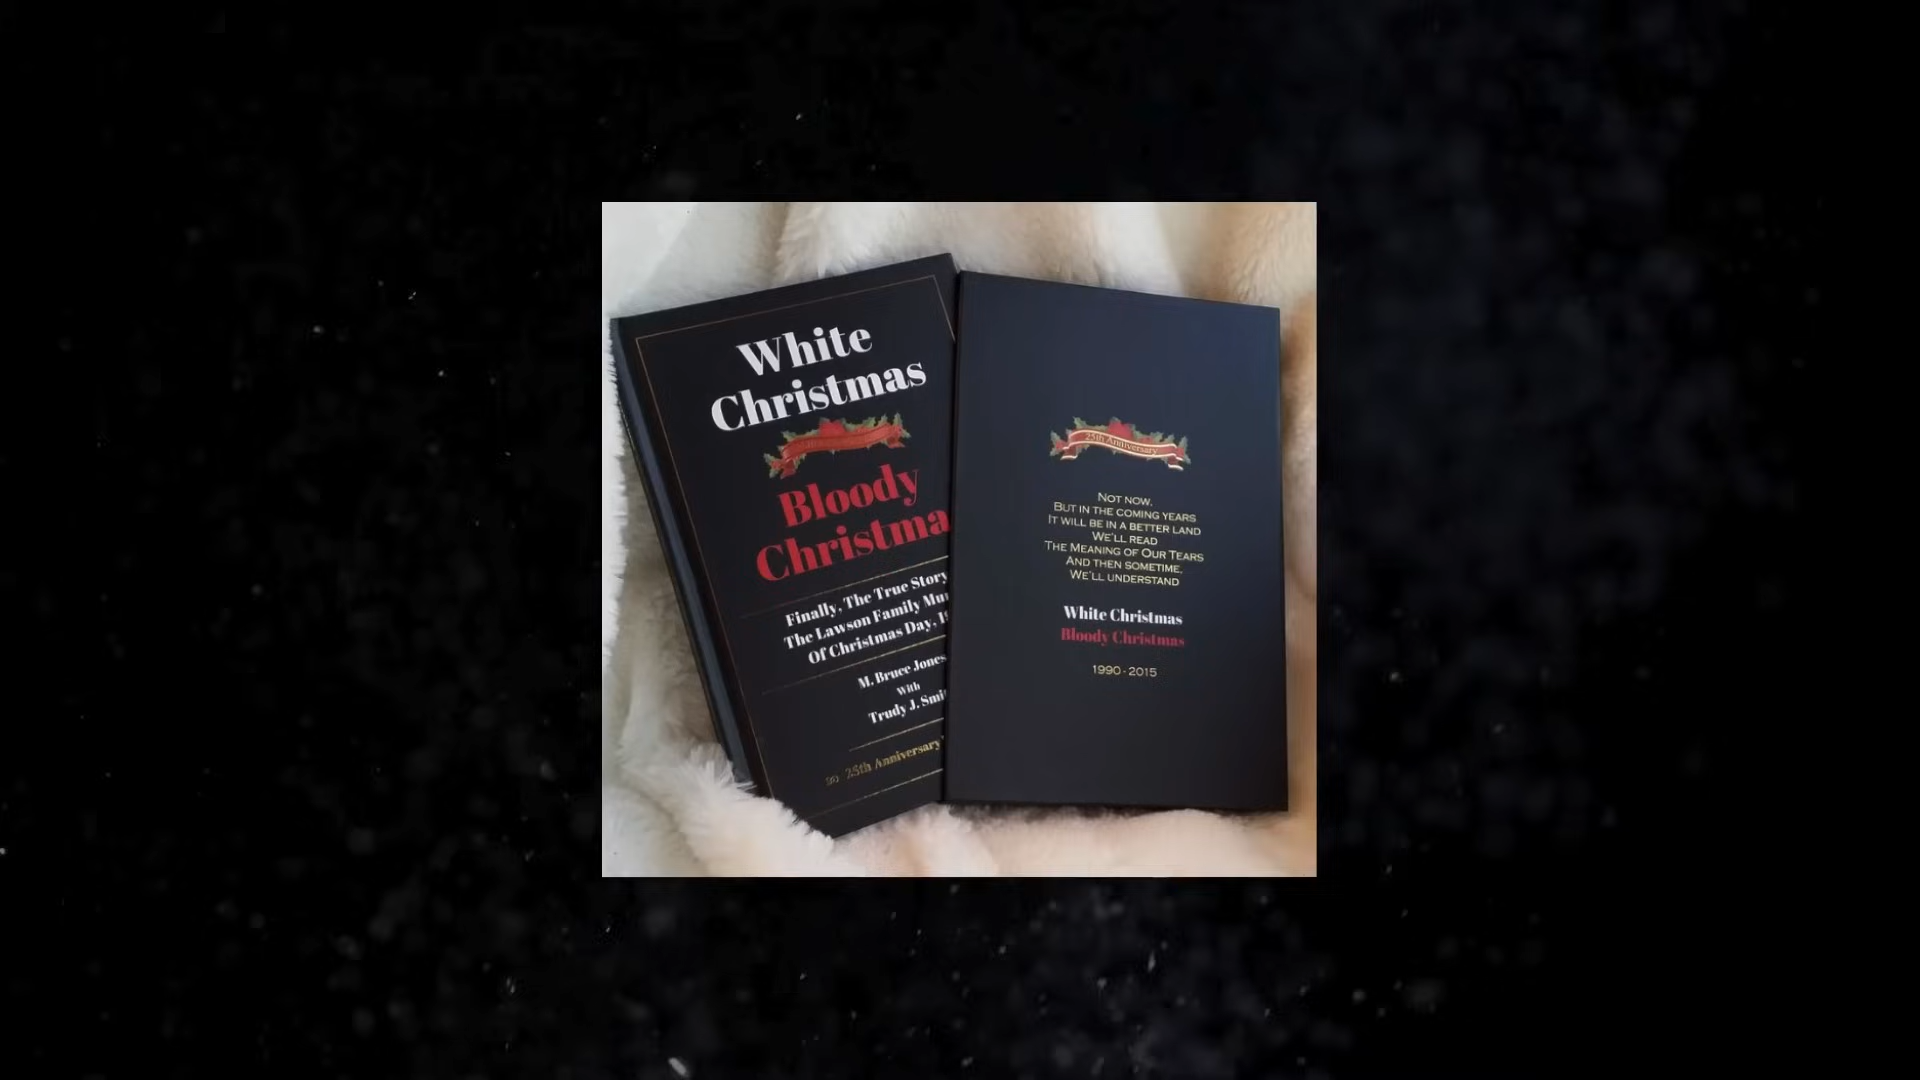 White
Christmas
Bloody
Christma
Finally, The True Story
The Lawson Family Mu
Of Christmas Day, 1
M. Bruce Jones
With
Trudy J. Smi
25th Anniversary
25th Anniversary
Not now,
But in the coming years
It will be in a better land
We'll read
The Meaning of Our Tears
And then sometime,
We'll understand
White Christmas
Bloody Christmas
1990 - 2015